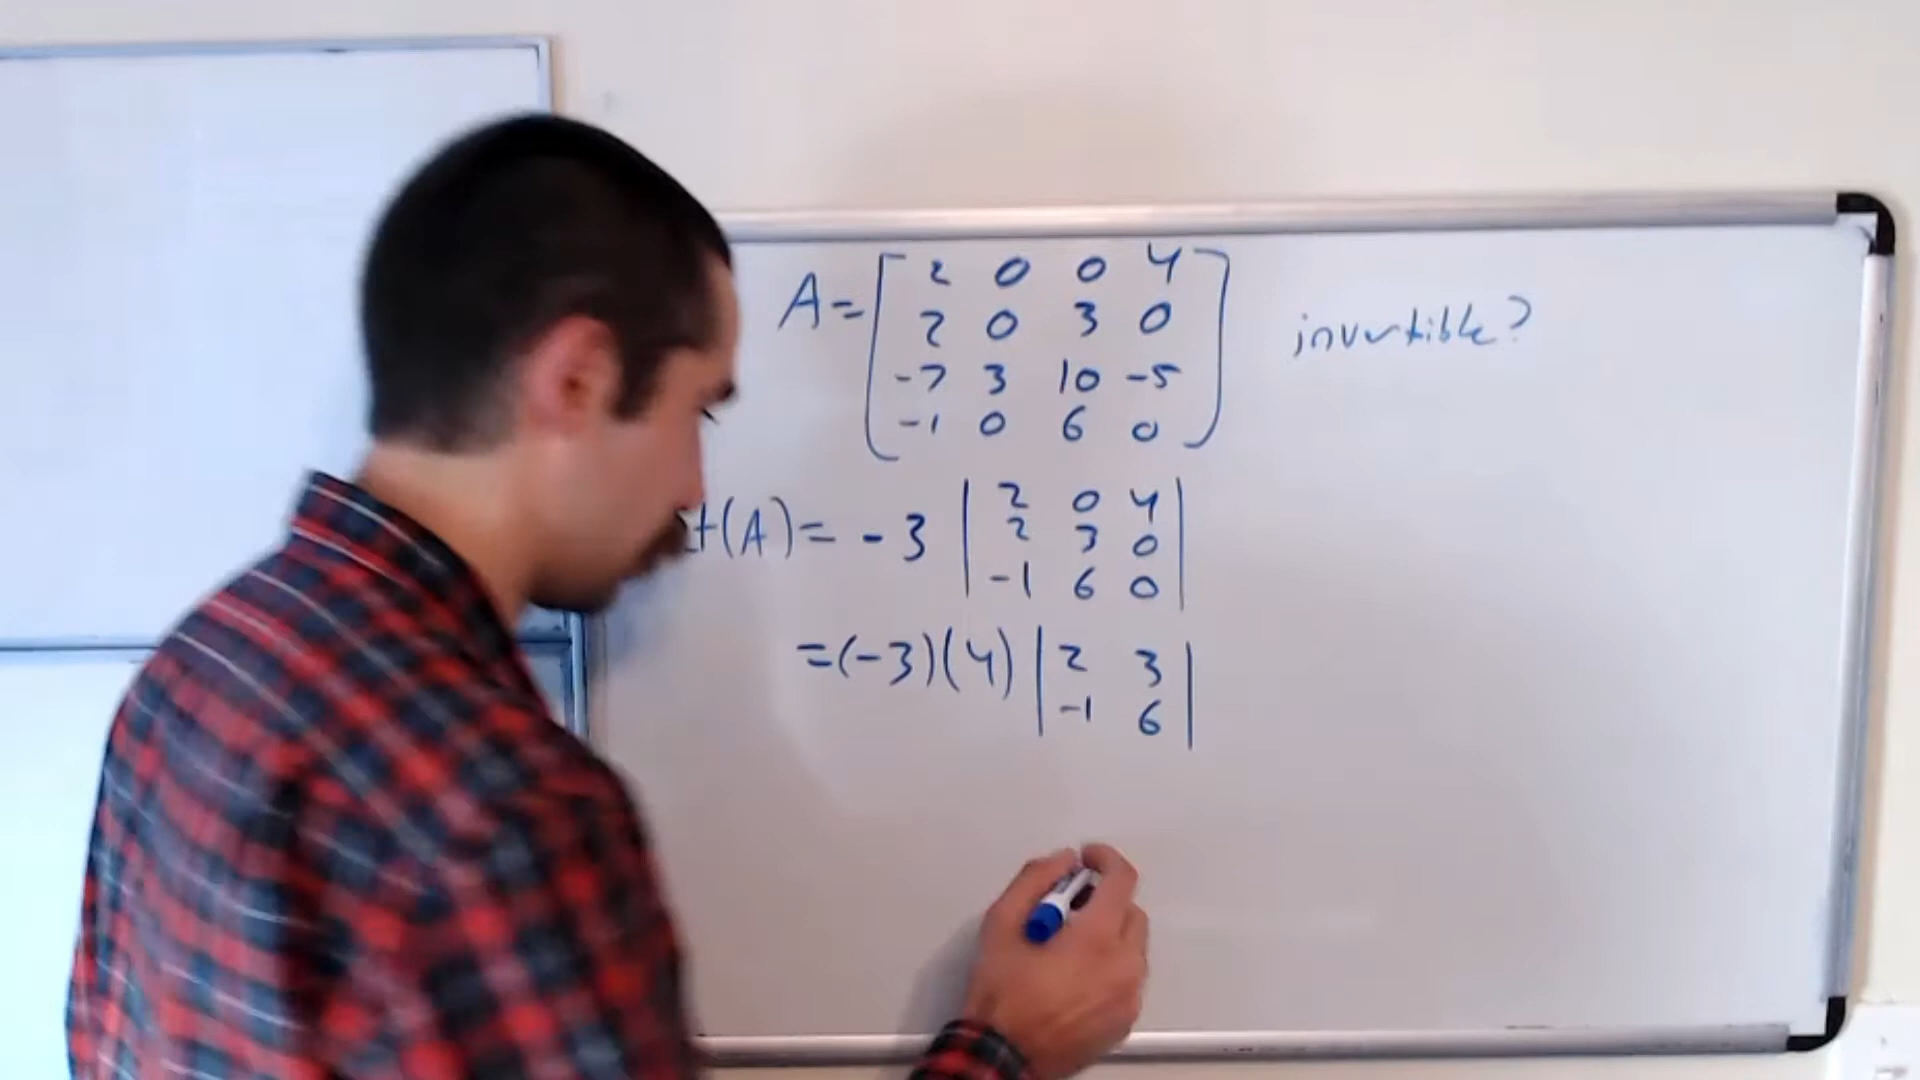 A = [ 2 0 0 4
2 0 3 0
-7 3 10 -5
-1 0 6 0 ] invertible?
t(A) = -3 | 2 0 4
2 3 0
-1 6 0 |
= (-3)(4) | 2 3
-1 6 |